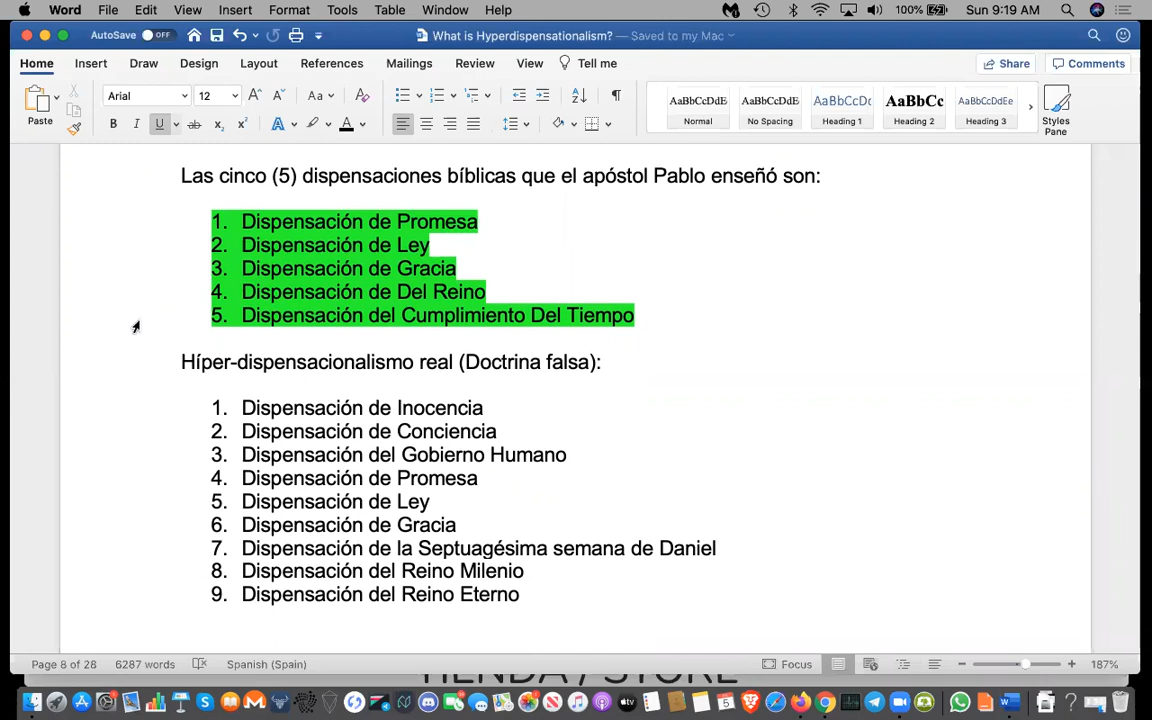 Word File Edit View Insert Format Tools Table Window Help 100% Sun 9:19 AM
AutoSave OFF What is Hyperdispensationalism? — Saved to my Mac
Home Insert Draw Design Layout References Mailings Review View Tell me Share Comments
Paste Arial 12 Aa AaBbCcDdE AaBbCcDdE AaBbCcDc AaBbCc AaBbCcDdEe
Normal No Spacing Heading 1 Heading 2 Heading 3 Styles Pane
Las cinco (5) dispensaciones bíblicas que el apóstol Pablo enseñó son:
1. Dispensación de Promesa
2. Dispensación de Ley
3. Dispensación de Gracia
4. Dispensación de Del Reino
5. Dispensación del Cumplimiento Del Tiempo
Híper-dispensacionalismo real (Doctrina falsa):
1. Dispensación de Inocencia
2. Dispensación de Conciencia
3. Dispensación del Gobierno Humano
4. Dispensación de Promesa
5. Dispensación de Ley
6. Dispensación de Gracia
7. Dispensación de la Septuagésima semana de Daniel
8. Dispensación del Reino Milenio
9. Dispensación del Reino Eterno
Page 8 of 28 6287 words Spanish (Spain) Focus 187%
TIENDA / STORE